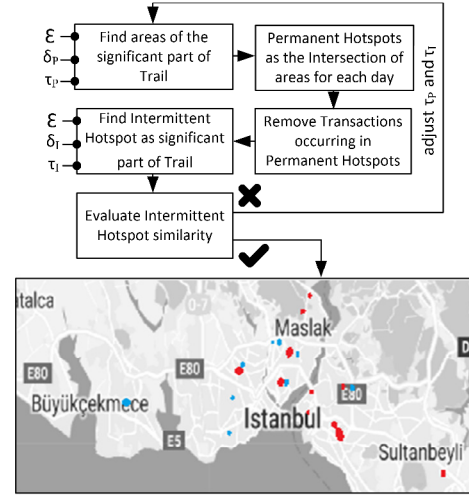 Ɛ
δP
τP
Find areas of the
significant part of
Trail
Permanent Hotspots
as the Intersection of
areas for each day
adjust τP and τI
Ɛ
δI
τI
Find Intermittent
Hotspot as significant
part of Trail
Remove Transactions
occurring in
Permanent Hotspots
Evaluate Intermittent
Hotspot similarity
atalca
O-7
Maslak
D
E80
E80
E80
Büyükçekmece
Istanbul
E5
Sultanbeyli